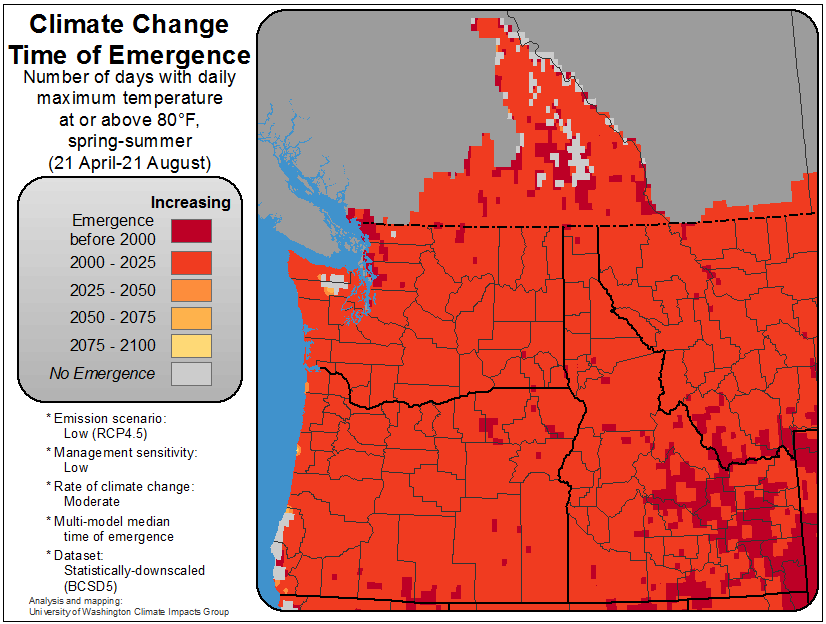 Climate Change
Time of Emergence
Number of days with daily
maximum temperature
at or above 80°F,
spring-summer
(21 April-21 August)
Increasing
Emergence
before 2000
2000 - 2025
2025 - 2050
2050 - 2075
2075 - 2100
No Emergence
* Emission scenario:
Low (RCP4.5)
* Management sensitivity:
Low
* Rate of climate change:
Moderate
* Multi-model median
time of emergence
* Dataset:
Statistically-downscaled
(BCSD5)
Analysis and mapping:
University of Washington Climate Impacts Group